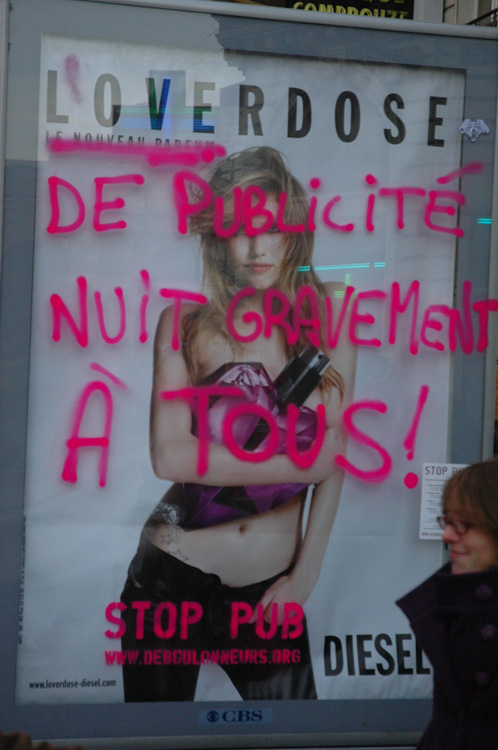 LOVERDOSE
LE NOUVEAU PARFUM
DE PUBLICITÉ
NUIT GRAVEMENT
À TOUS!
STOP
STOP PUB
WWW.DEBOULONNEURS.ORG
DIESEL
www.loverdose-diesel.com
CBS